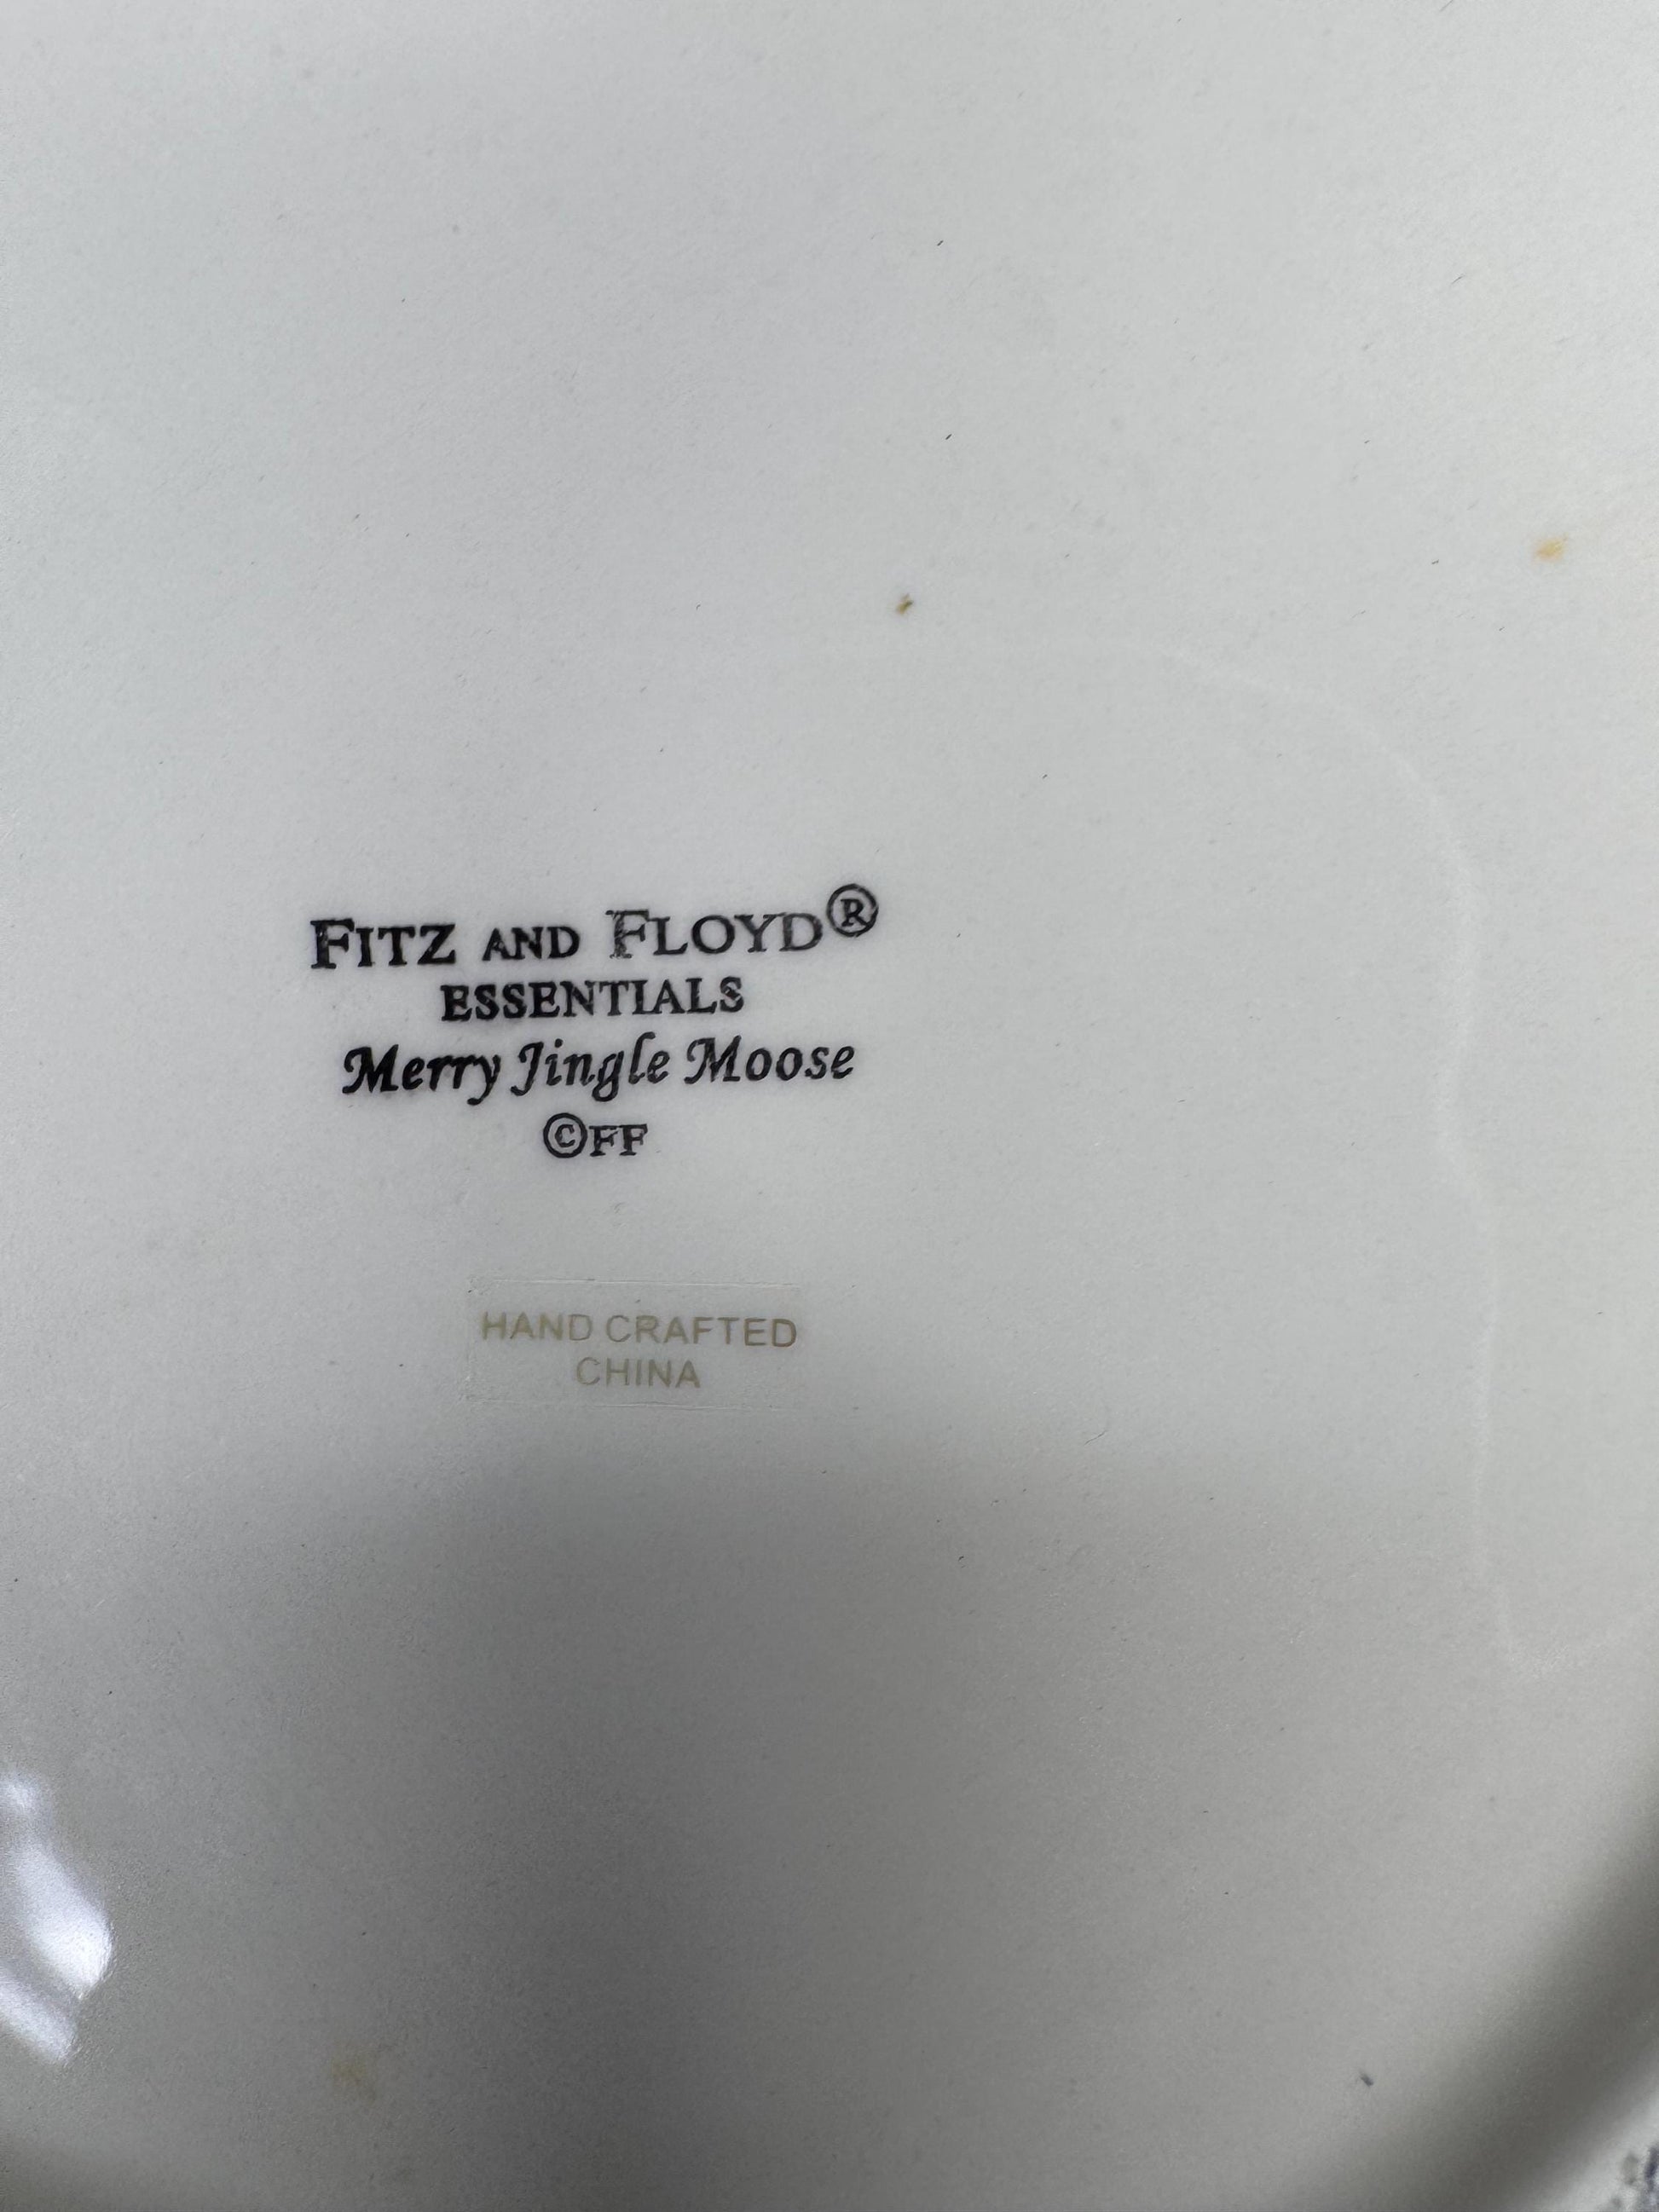 FITZ AND FLOYD®
ESSENTIALS
Merry Jingle Moose
©FF
HAND CRAFTED
CHINA